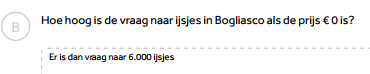 B
Hoe hoog is de vraag naar ijsjes in Bogliasco als de prijs € 0 is?
Er is dan vraag naar 6.000 ijsjes